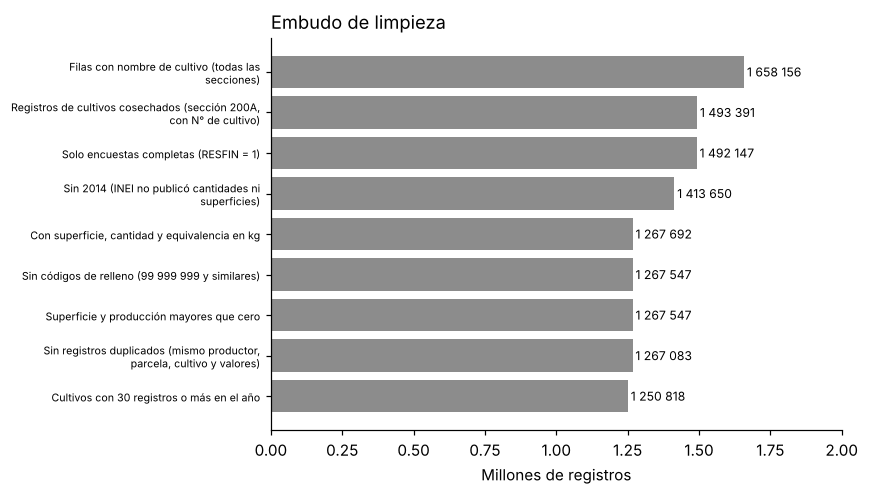 Embudo de limpieza
Filas con nombre de cultivo (todas las
secciones)
1 658 156
Registros de cultivos cosechados (sección 200A,
con N° de cultivo)
1 493 391
Solo encuestas completas (RESFIN = 1)
1 492 147
Sin 2014 (INEI no publicó cantidades ni
superficies)
1 413 650
Con superficie, cantidad y equivalencia en kg
1 267 692
Sin códigos de relleno (99 999 999 y similares)
1 267 547
Superficie y producción mayores que cero
1 267 547
Sin registros duplicados (mismo productor,
parcela, cultivo y valores)
1 267 083
Cultivos con 30 registros o más en el año
1 250 818
0.00 0.25 0.50 0.75 1.00 1.25 1.50 1.75 2.00
Millones de registros